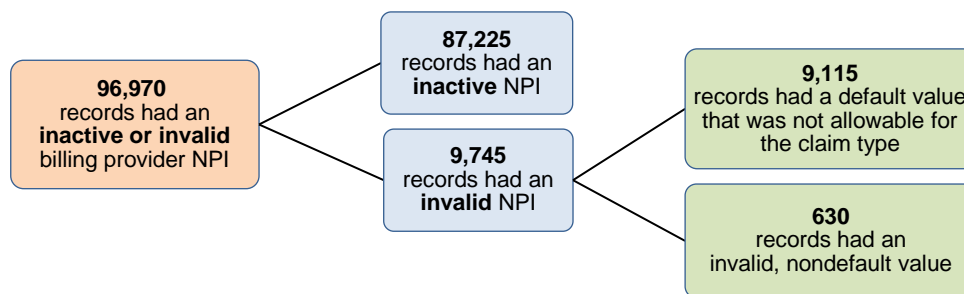 96,970
records had an
inactive or invalid
billing provider NPI
87,225
records had an
inactive NPI
9,745
records had an
invalid NPI
9,115
records had a default value
that was not allowable for
the claim type
630
records had an
invalid, nondefault value